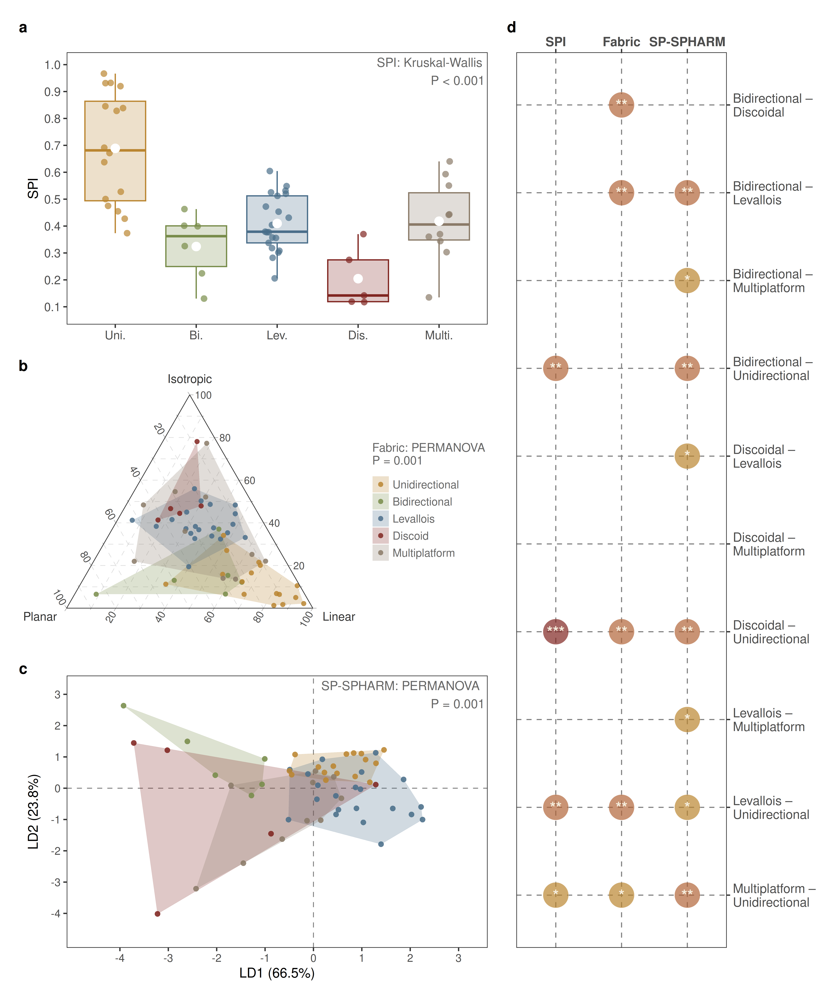 a
SPI: Kruskal-Wallis
P < 0.001
1.0
0.9
0.8
0.7
0.6
0.5
0.4
0.3
0.2
0.1
SPI
Uni.
Bi.
Lev.
Dis.
Multi.
b
Isotropic
100
80
60
40
20
20
40
60
80
100
Planar
20
40
60
80
100
Linear
Fabric: PERMANOVA
P = 0.001
Unidirectional
Bidirectional
Levallois
Discoid
Multiplatform
c
SP-SPHARM: PERMANOVA
P = 0.001
3
2
1
0
-1
-2
-3
-4
LD2 (23.8%)
-4
-3
-2
-1
0
1
2
3
LD1 (66.5%)
d
SPI
Fabric
SP-SPHARM
**
Bidirectional –
Discoidal
** **
Bidirectional –
Levallois
*
Bidirectional –
Multiplatform
** **
Bidirectional –
Unidirectional
*
Discoidal –
Levallois
Discoidal –
Multiplatform
*** ** **
Discoidal –
Unidirectional
*
Levallois –
Multiplatform
** ** *
Levallois –
Unidirectional
* * **
Multiplatform –
Unidirectional